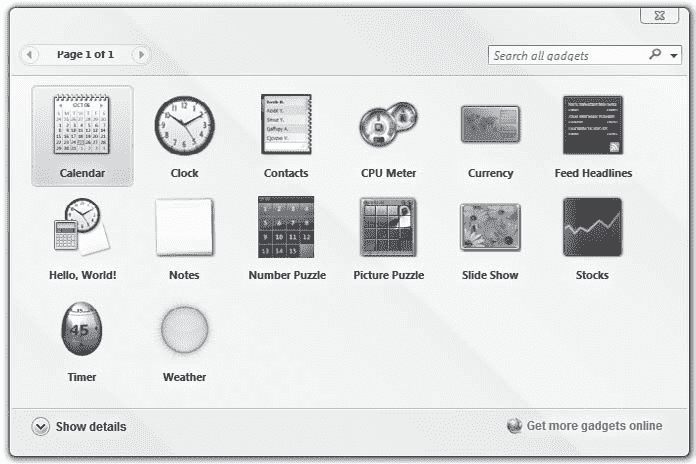 Page 1 of 1
Search all gadgets
OCT 06
Calendar
Clock
Contacts
CPU Meter
Currency
Feed Headlines
Hello, World!
Notes
Number Puzzle
Picture Puzzle
Slide Show
Stocks
45
Timer
Weather
Show details
Get more gadgets online